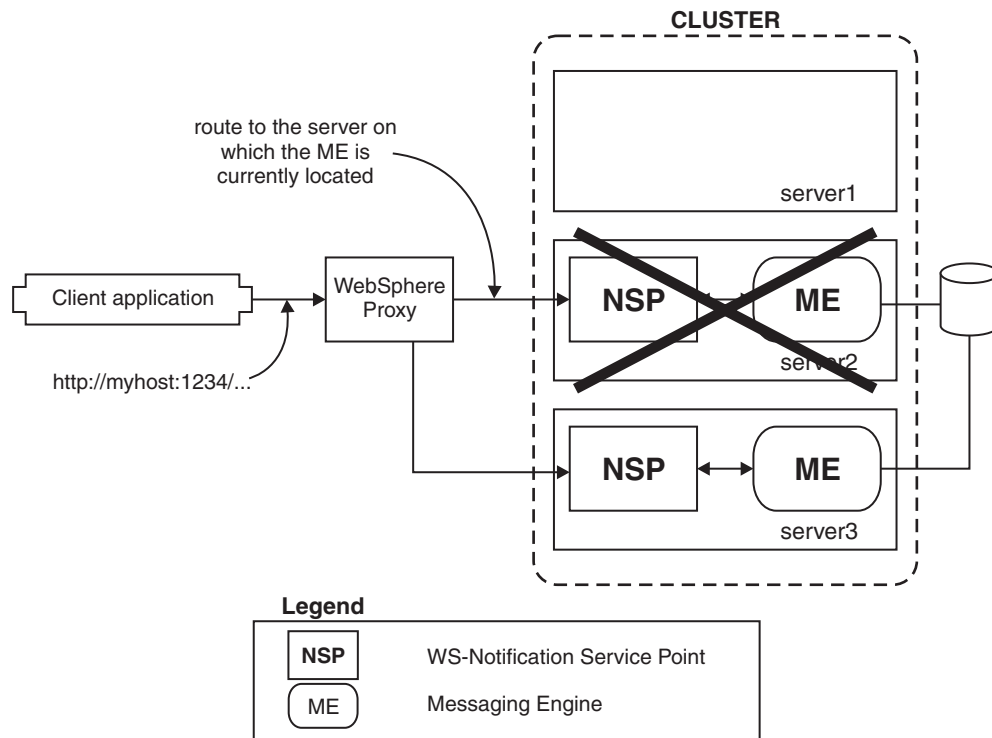 CLUSTER
route to the server on
which the ME is
currently located
server1
Client application
WebSphere
Proxy
NSP
ME
server2
http://myhost:1234/...
NSP
ME
server3
Legend
NSP
WS-Notification Service Point
ME
Messaging Engine